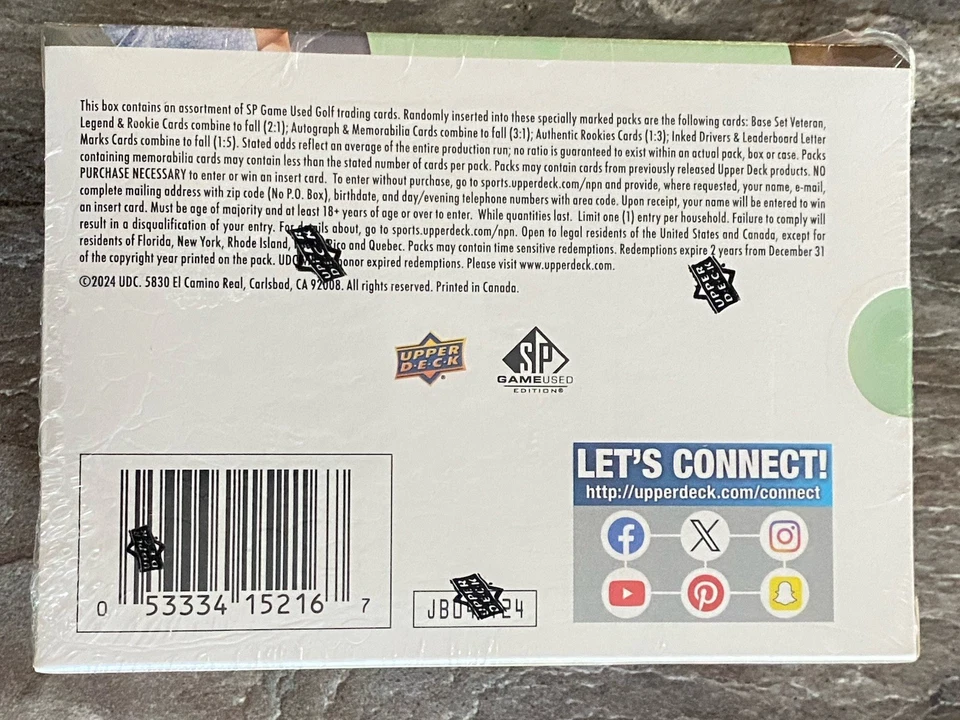 This box contains an assortment of SP Game Used Golf trading cards. Randomly inserted into these specially marked packs are the following cards: Base Set Veteran,
Legend & Rookie Cards combine to fall (2:1); Autograph & Memorabilia Cards combine to fall (3:1); Authentic Rookies Cards (1:3); Inked Drivers & Leaderboard Letter
Marks Cards combine to fall (1:5). Stated odds reflect an average of the entire production run; no ratio is guaranteed to exist within an actual pack, box or case. Packs
containing memorabilia cards may contain less than the stated number of cards per pack. Packs may contain cards from previously released Upper Deck products. NO
PURCHASE NECESSARY to enter or win an insert card. To enter without purchase, go to sports.upperdeck.com/npn and provide, where requested, your name, e-mail,
complete mailing address with zip code (No P.O. Box), birthdate, and day/evening telephone numbers with area code. Upon receipt, your name will be entered to win
an insert card. Must be age of majority and at least 18+ years of age or over to enter. While quantities last. Limit one (1) entry per household. Failure to comply will
result in a disqualification of your entry. For details about, go to sports.upperdeck.com/npn. Open to legal residents of the United States and Canada, except for
residents of Florida, New York, Rhode Island, Rico and Quebec. Packs may contain time sensitive redemptions. Redemptions expire 2 years from December 31
of the copyright year printed on the pack. UDC honor expired redemptions. Please visit www.upperdeck.com.
©2024 UDC. 5830 El Camino Real, Carlsbad, CA 92008. All rights reserved. Printed in Canada.
UPPER DECK
UPPER DECK
UPPER
D·E·C·K
SP
GAMEUSED
EDITION®
LET'S CONNECT!
http://upperdeck.com/connect
UPPER DECK
0 53334 15216 7
UPPER DECK